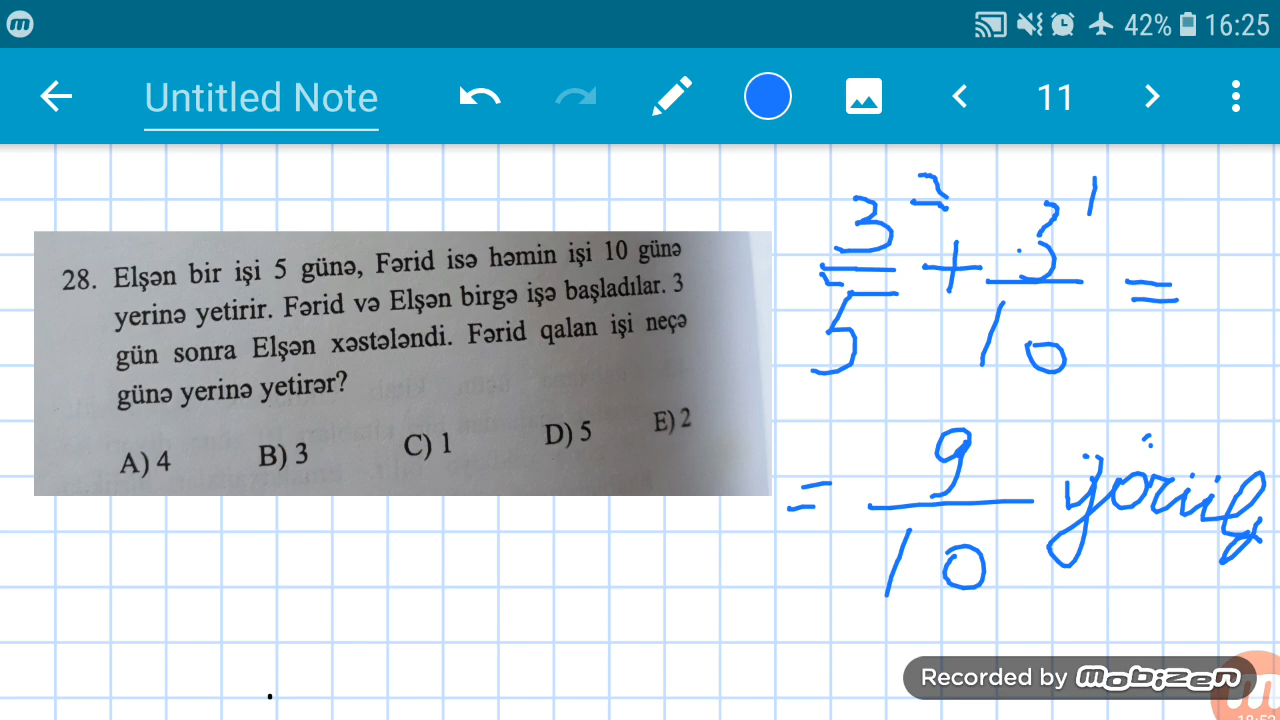 16:25
42%
Untitled Note
11
28. Elşən bir işi 5 günə, Fərid isə həmin işi 10 günə
yerinə yetirir. Fərid və Elşən birgə işə başladılar. 3
gün sonra Elşən xəstələndi. Fərid qalan işi neçə
günə yerinə yetirər?
A) 4 B) 3 C) 1 D) 5 E) 2
3/5 2 + 3/10 1 =
= 9/10
Recorded by mobizen